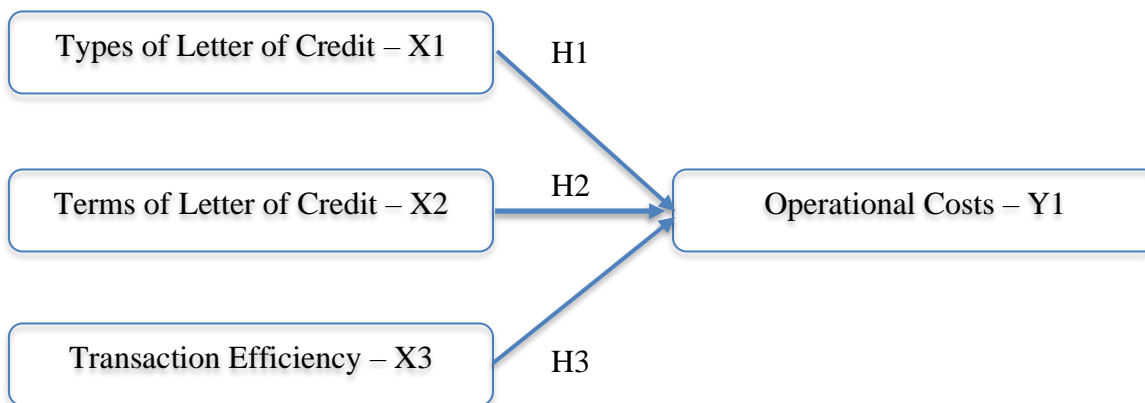 Types of Letter of Credit – X1
H1
Terms of Letter of Credit – X2
H2
Operational Costs – Y1
Transaction Efficiency – X3
H3